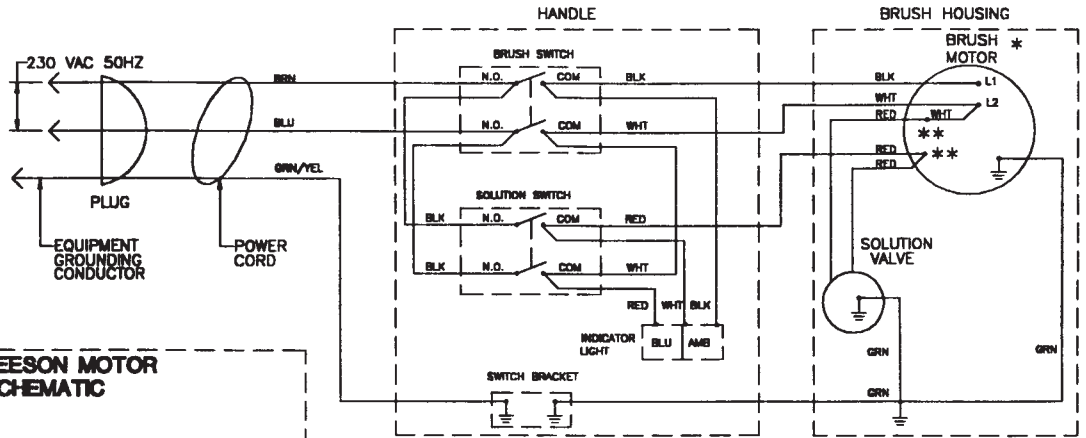 HANDLE
BRUSH HOUSING
230 VAC 50HZ
BRUSH SWITCH
BRUSH *
MOTOR
BRN
N.O.
COM
BLK
BLK
L1
WHT
L2
RED
WHT
**
BLU
N.O.
COM
WHT
RED
**
RED
GRN/YEL
PLUG
SOLUTION SWITCH
BLK
N.O.
COM
RED
EQUIPMENT
GROUNDING
CONDUCTOR
POWER
CORD
SOLUTION
VALVE
BLK
N.O.
COM
WHT
RED
WHT
BLK
INDICATOR
LIGHT
BLU
AMB
GRN
GRN
EESON MOTOR
CHEMATIC
SWITCH BRACKET
GRN